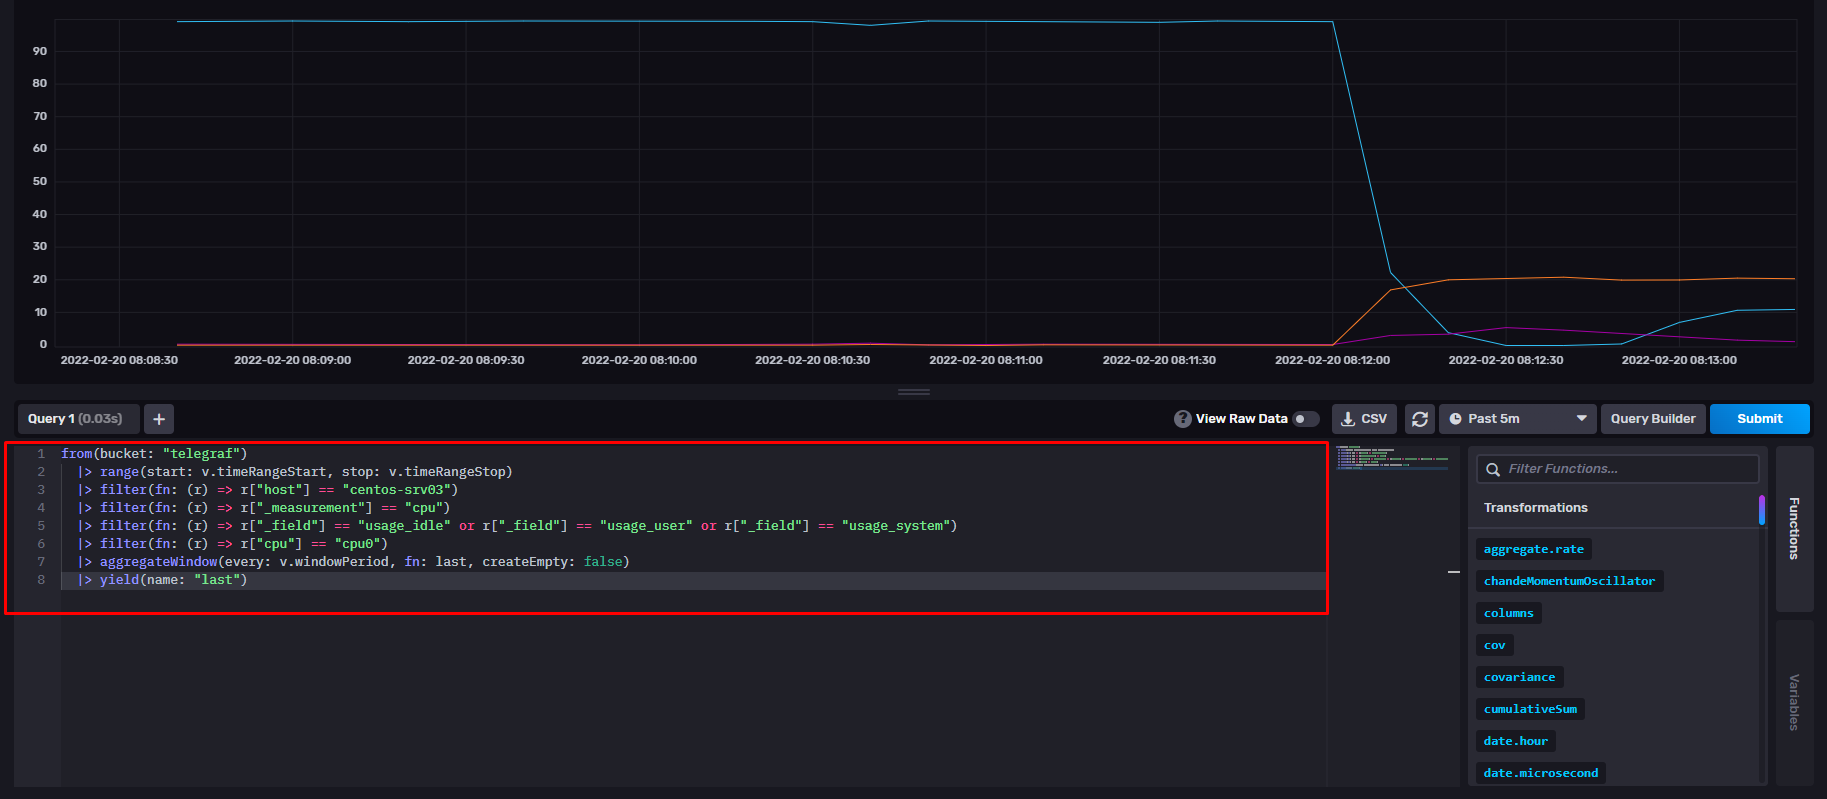 90
80
70
60
50
40
30
20
10
0
2022-02-20 08:08:30 2022-02-20 08:09:00 2022-02-20 08:09:30 2022-02-20 08:10:00 2022-02-20 08:10:30 2022-02-20 08:11:00 2022-02-20 08:11:30 2022-02-20 08:12:00 2022-02-20 08:12:30 2022-02-20 08:13:00
Query 1 (0.03s) + ? View Raw Data CSV Past 5m Query Builder Submit
1 from(bucket: "telegraf")
2 |> range(start: v.timeRangeStart, stop: v.timeRangeStop)
3 |> filter(fn: (r) => r["host"] == "centos-srv03")
4 |> filter(fn: (r) => r["_measurement"] == "cpu")
5 |> filter(fn: (r) => r["_field"] == "usage_idle" or r["_field"] == "usage_user" or r["_field"] == "usage_system")
6 |> filter(fn: (r) => r["cpu"] == "cpu0")
7 |> aggregateWindow(every: v.windowPeriod, fn: last, createEmpty: false)
8 |> yield(name: "last")
Filter Functions...
Transformations
aggregate.rate
chandeMomentumOscillator
columns
cov
covariance
cumulativeSum
date.hour
date.microsecond
Functions
Variables